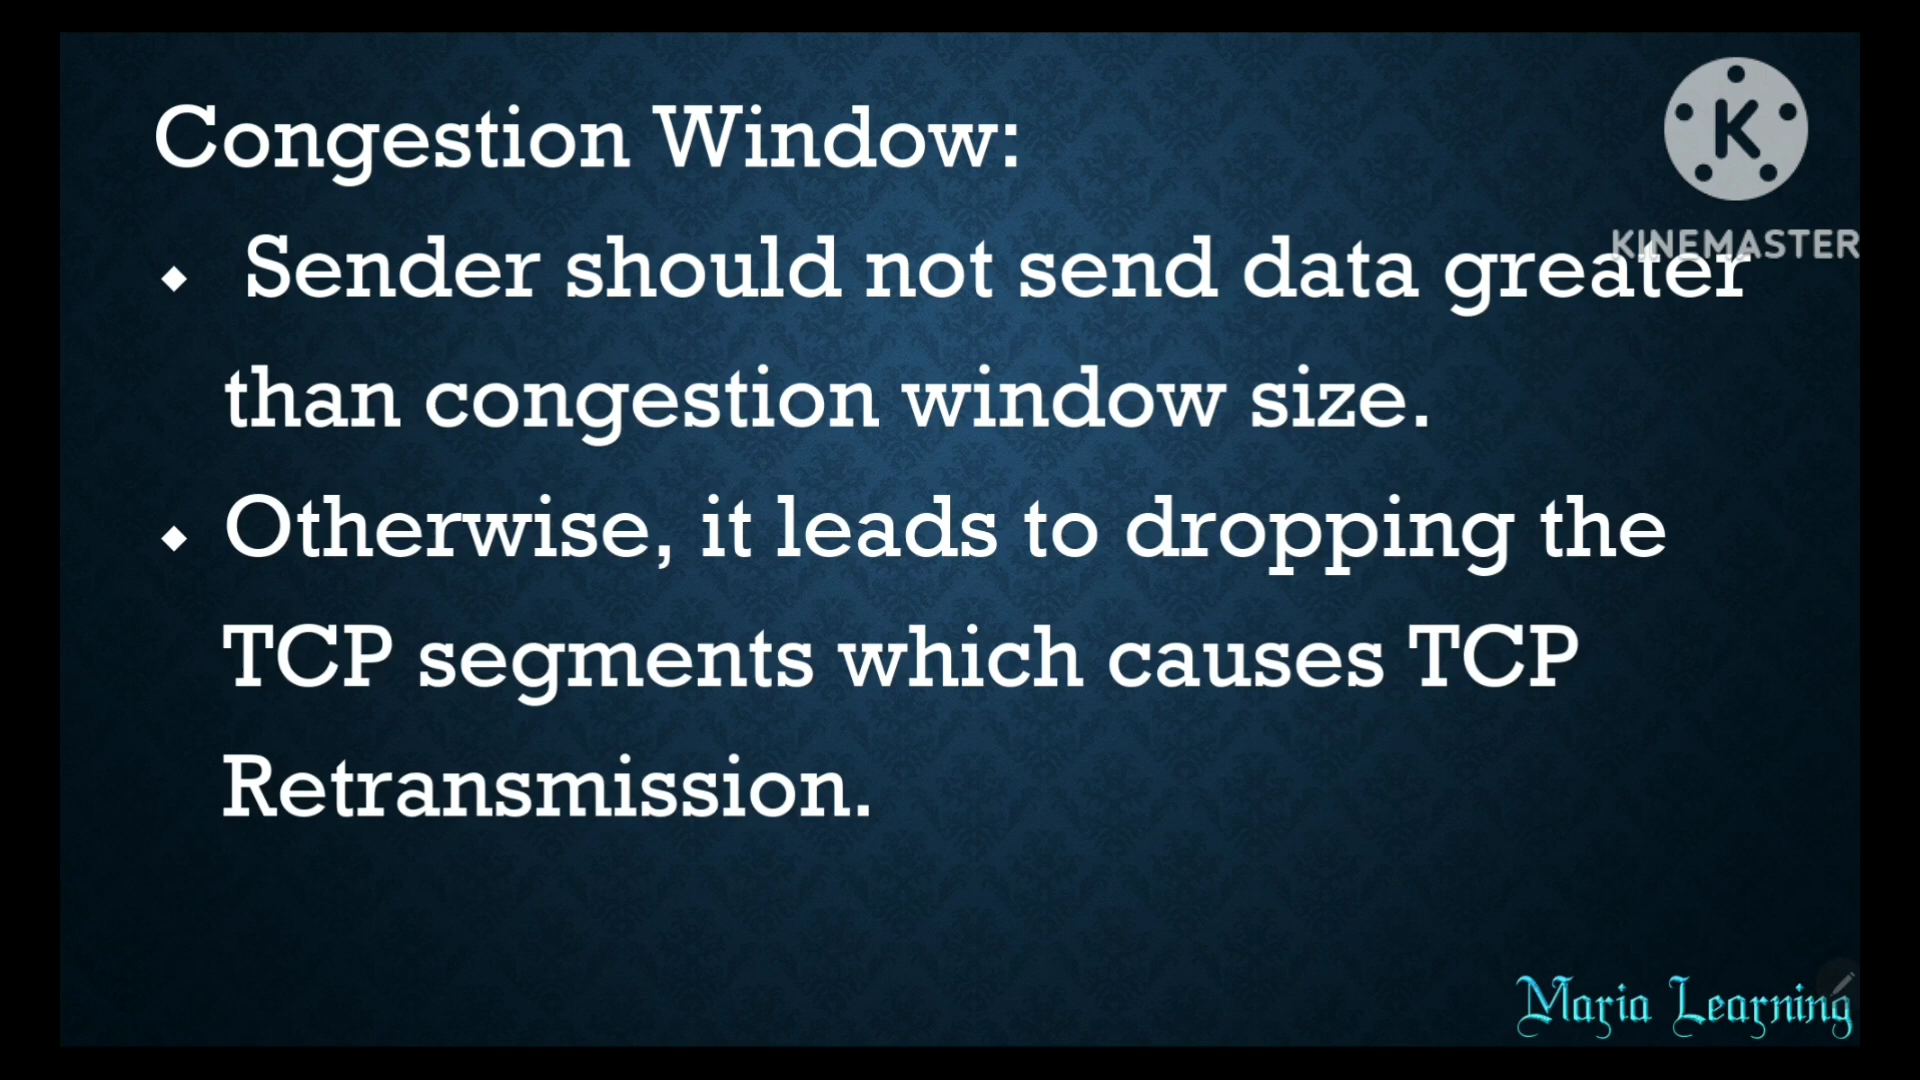 Congestion Window:
K
KINEMASTER
◆ Sender should not send data greater
than congestion window size.
◆ Otherwise, it leads to dropping the
TCP segments which causes TCP
Retransmission.
Maria Learning